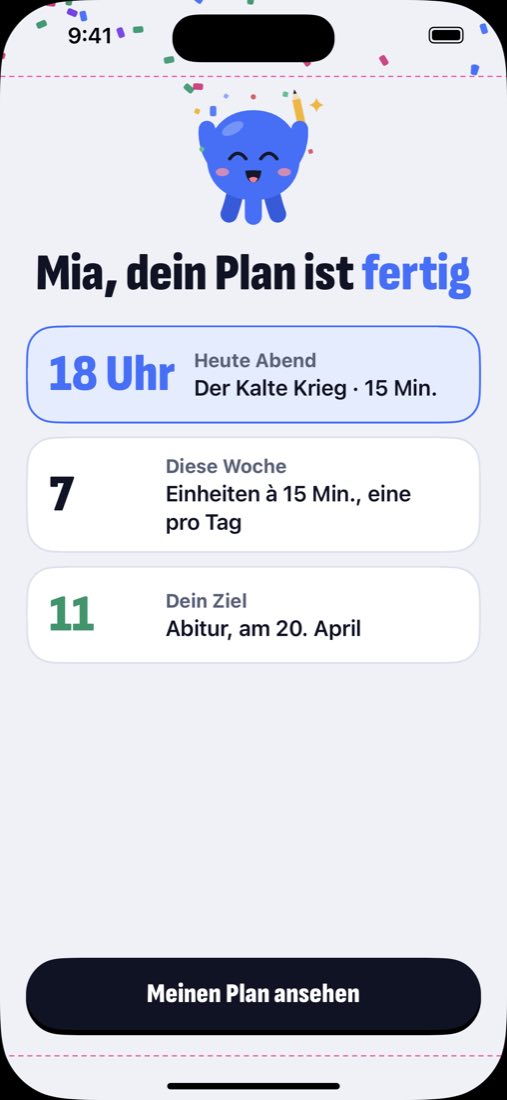 9:41
Mia, dein Plan ist fertig
18 Uhr
Heute Abend
Der Kalte Krieg · 15 Min.
7
Diese Woche
Einheiten à 15 Min., eine
pro Tag
11
Dein Ziel
Abitur, am 20. April
Meinen Plan ansehen